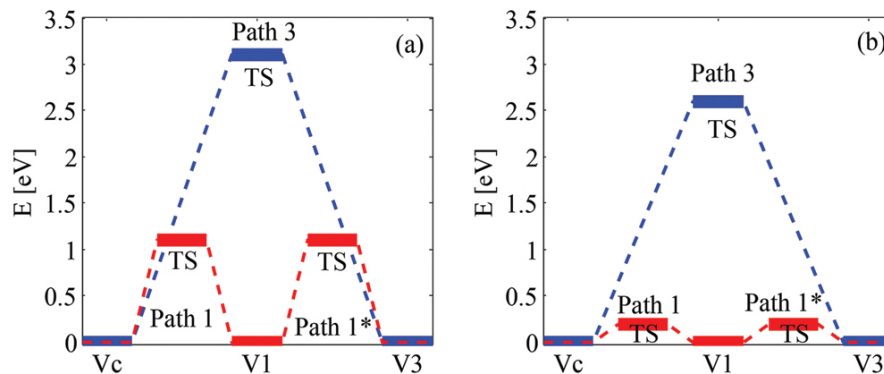 3.5
3
2.5
2
1.5
1
0.5
0
E [eV]
(a)
Path 3
TS
TS
TS
Path 1
Path 1*
Vc
V1
V3
3.5
3
2.5
2
1.5
1
0.5
0
E [eV]
(b)
Path 3
TS
Path 1
TS
Path 1*
TS
Vc
V1
V3